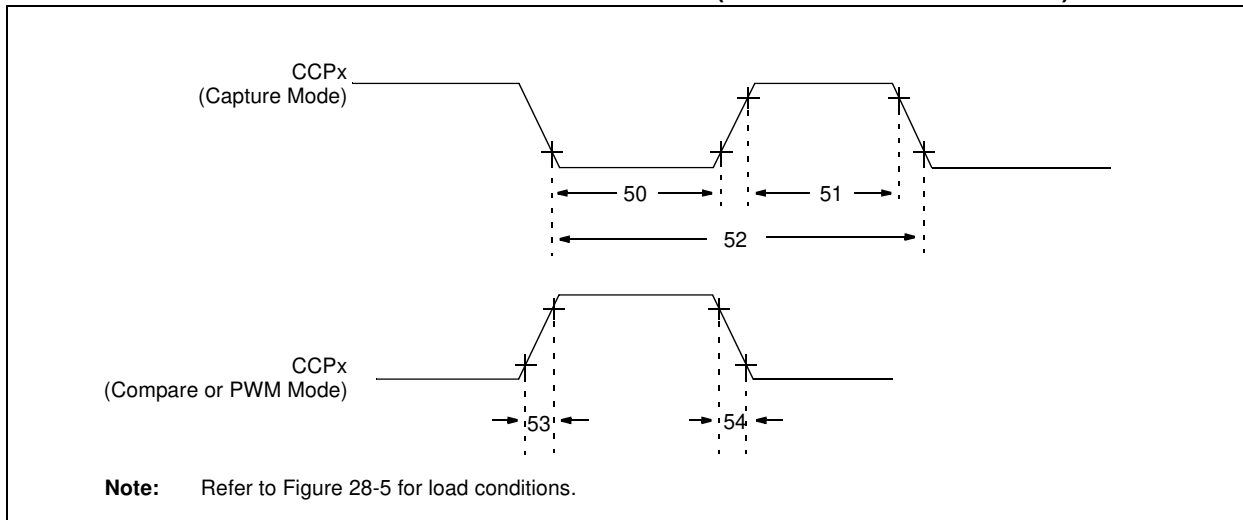 CCPx
(Capture Mode)
50
51
52
CCPx
(Compare or PWM Mode)
53
54
Note: Refer to Figure 28-5 for load conditions.